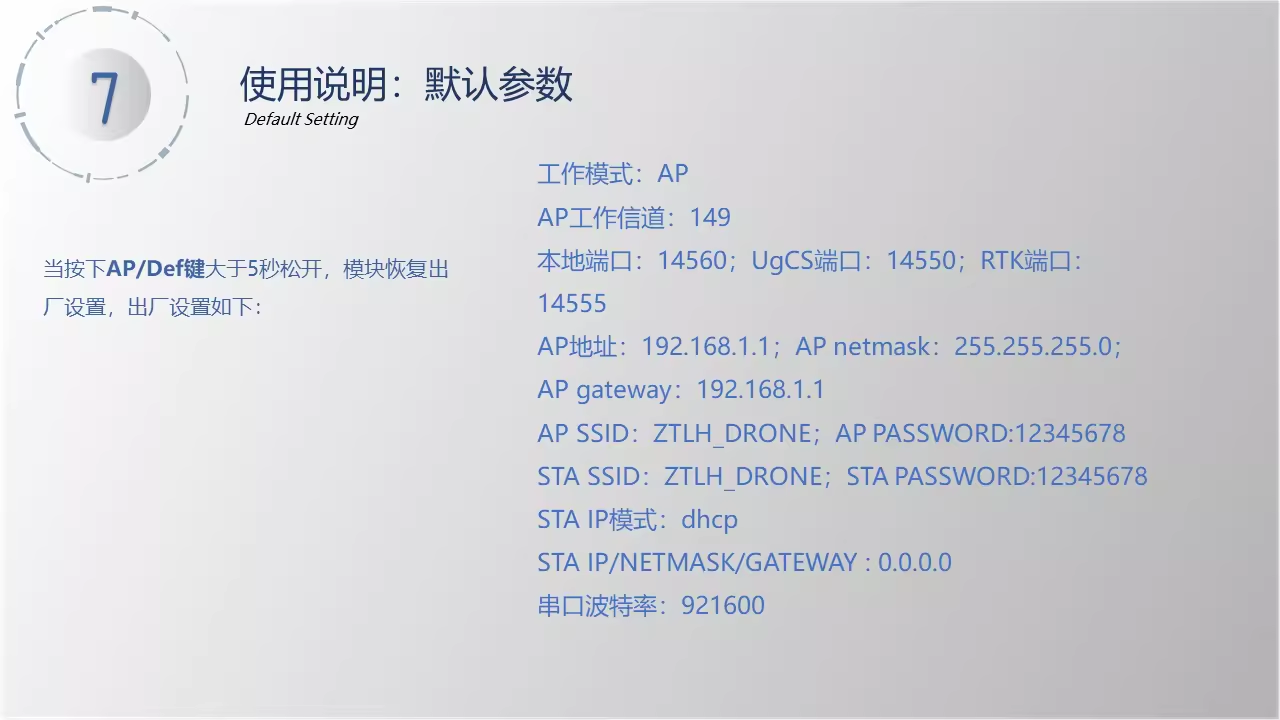 7
使用说明：默认参数
Default Setting
当按下AP/Def键大于5秒松开，模块恢复出
厂设置，出厂设置如下：
工作模式：AP
AP工作信道：149
本地端口：14560；UgCS端口：14550；RTK端口：
14555
AP地址：192.168.1.1；AP netmask：255.255.255.0；
AP gateway：192.168.1.1
AP SSID：ZTLH_DRONE；AP PASSWORD:12345678
STA SSID：ZTLH_DRONE；STA PASSWORD:12345678
STA IP模式：dhcp
STA IP/NETMASK/GATEWAY : 0.0.0.0
串口波特率：921600